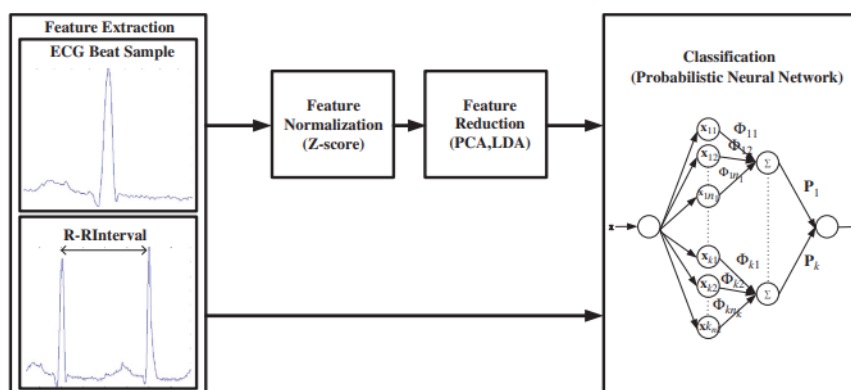 Feature Extraction
ECG Beat Sample
R-RInterval
Feature
Normalization
(Z-score)
Feature
Reduction
(PCA,LDA)
Classification
(Probabilistic Neural Network)
x
x11
x12
x1n1
xk1
xk2
xknk
Φ11
Φ12
Φ1n1
Φk1
Φk2
Φknk
Σ
Σ
P1
Pk